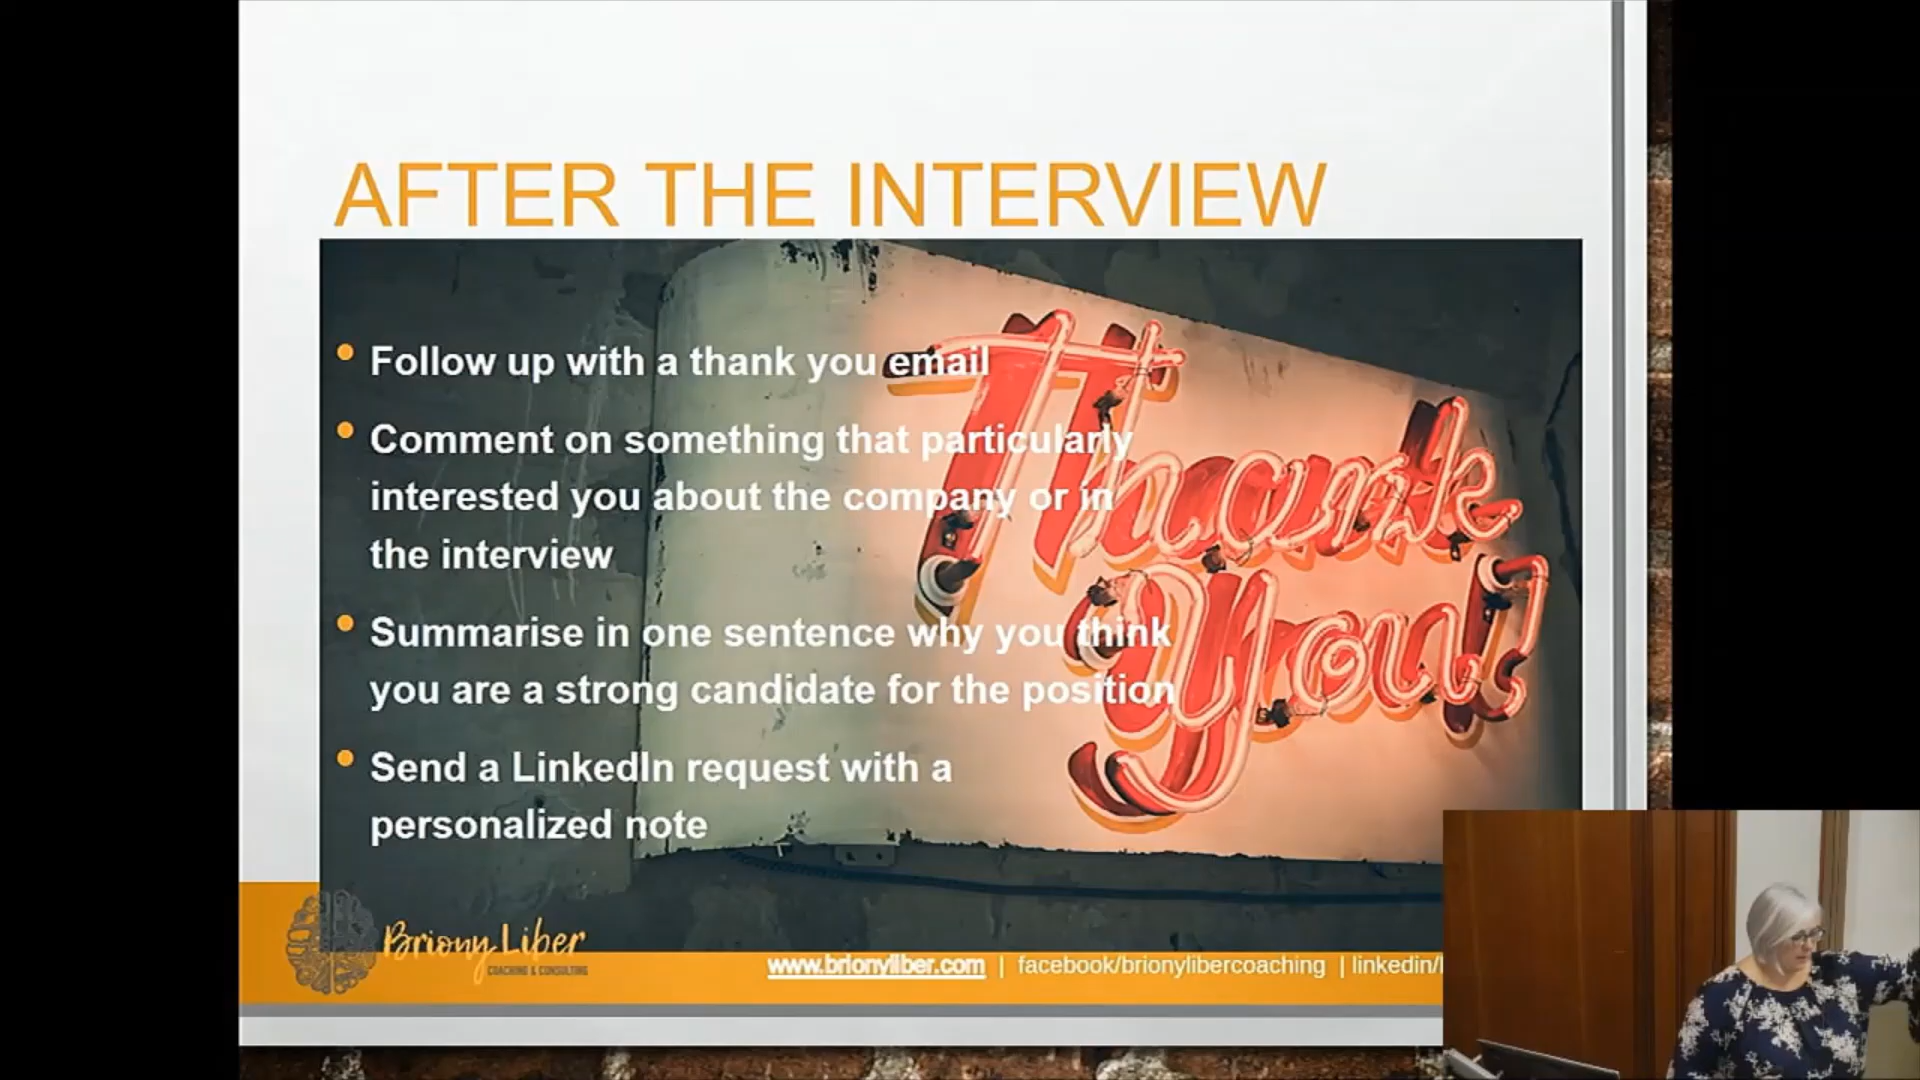 AFTER THE INTERVIEW
Thank
You!
• Follow up with a thank you email
• Comment on something that particularly
interested you about the company or in
the interview
• Summarise in one sentence why you think
you are a strong candidate for the position
• Send a LinkedIn request with a
personalized note
Briony Liber
COACHING & CONSULTING
www.brionyliber.com | facebook/brionylibercoaching | linkedin/